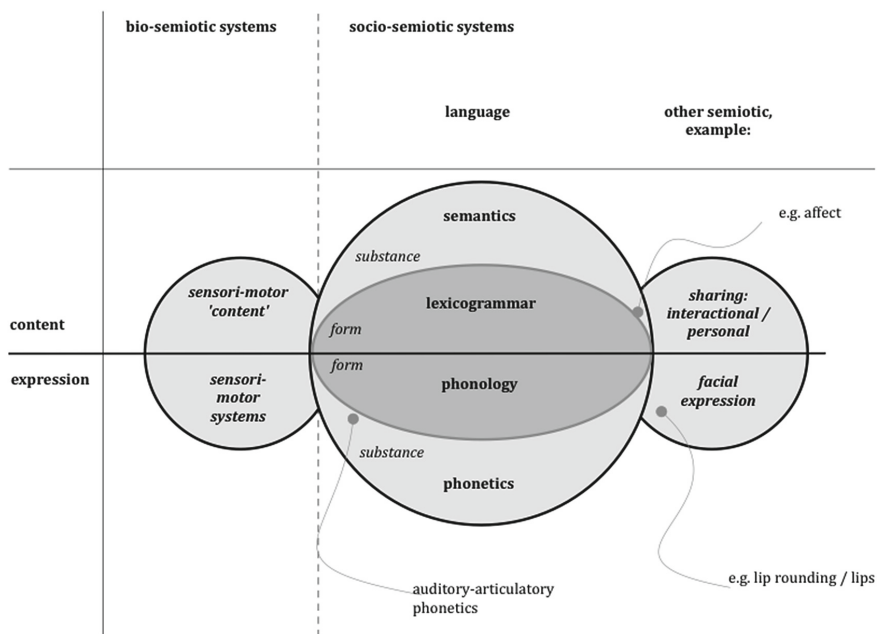 bio-semiotic systems
socio-semiotic systems
language
other semiotic,
example:
semantics
e.g. affect
substance
sensori-motor
'content'
lexicogrammar
sharing:
interactional /
personal
content
form
expression
form
sensori-
motor
systems
phonology
facial
expression
substance
phonetics
auditory-articulatory
phonetics
e.g. lip rounding / lips